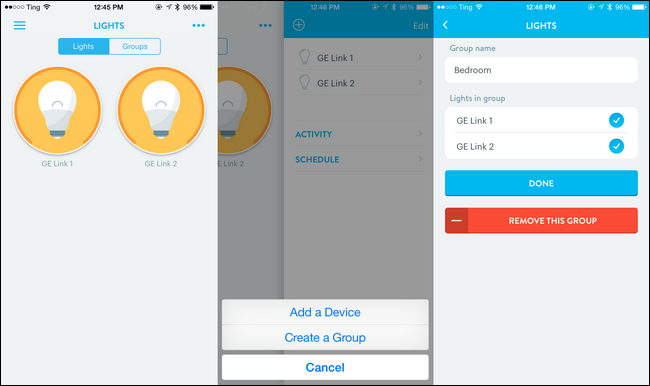 Ting 12:45 PM 96%
LIGHTS
Lights Groups
GE Link 1 GE Link 2
Ting 12:46 PM 96%
Edit
GE Link 1
GE Link 2
ACTIVITY
SCHEDULE
Add a Device
Create a Group
Cancel
Ting 12:46 PM 96%
LIGHTS
Group name
Bedroom
Lights in group
GE Link 1
GE Link 2
DONE
REMOVE THIS GROUP